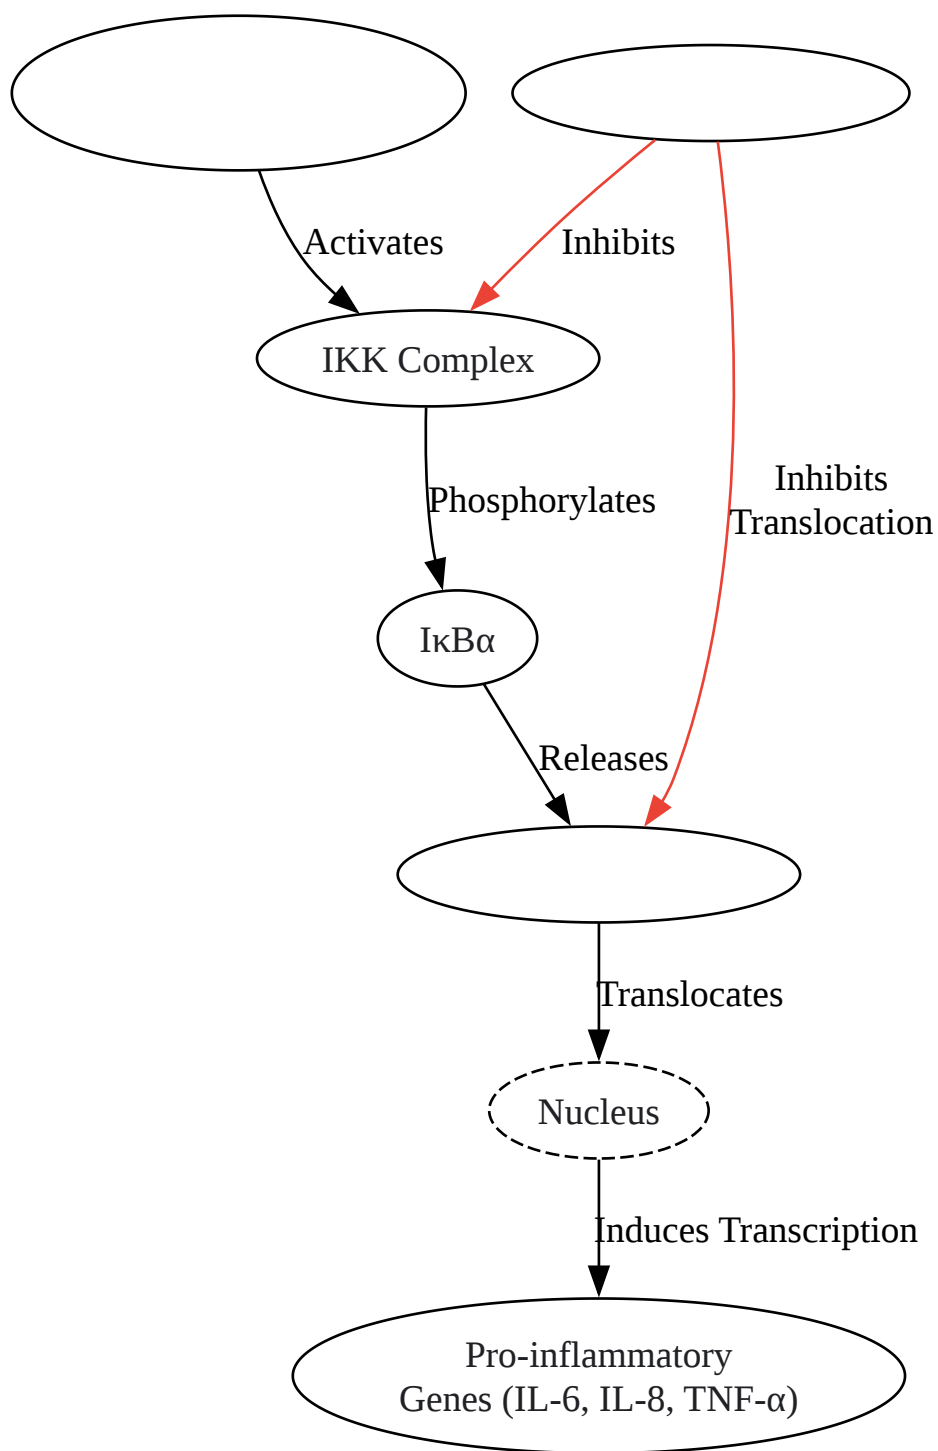 Activates
Inhibits
IKK Complex
Inhibits
Translocation
Phosphorylates
IκBα
Releases
Translocates
Nucleus
Induces Transcription
Pro-inflammatory
Genes (IL-6, IL-8, TNF-α)